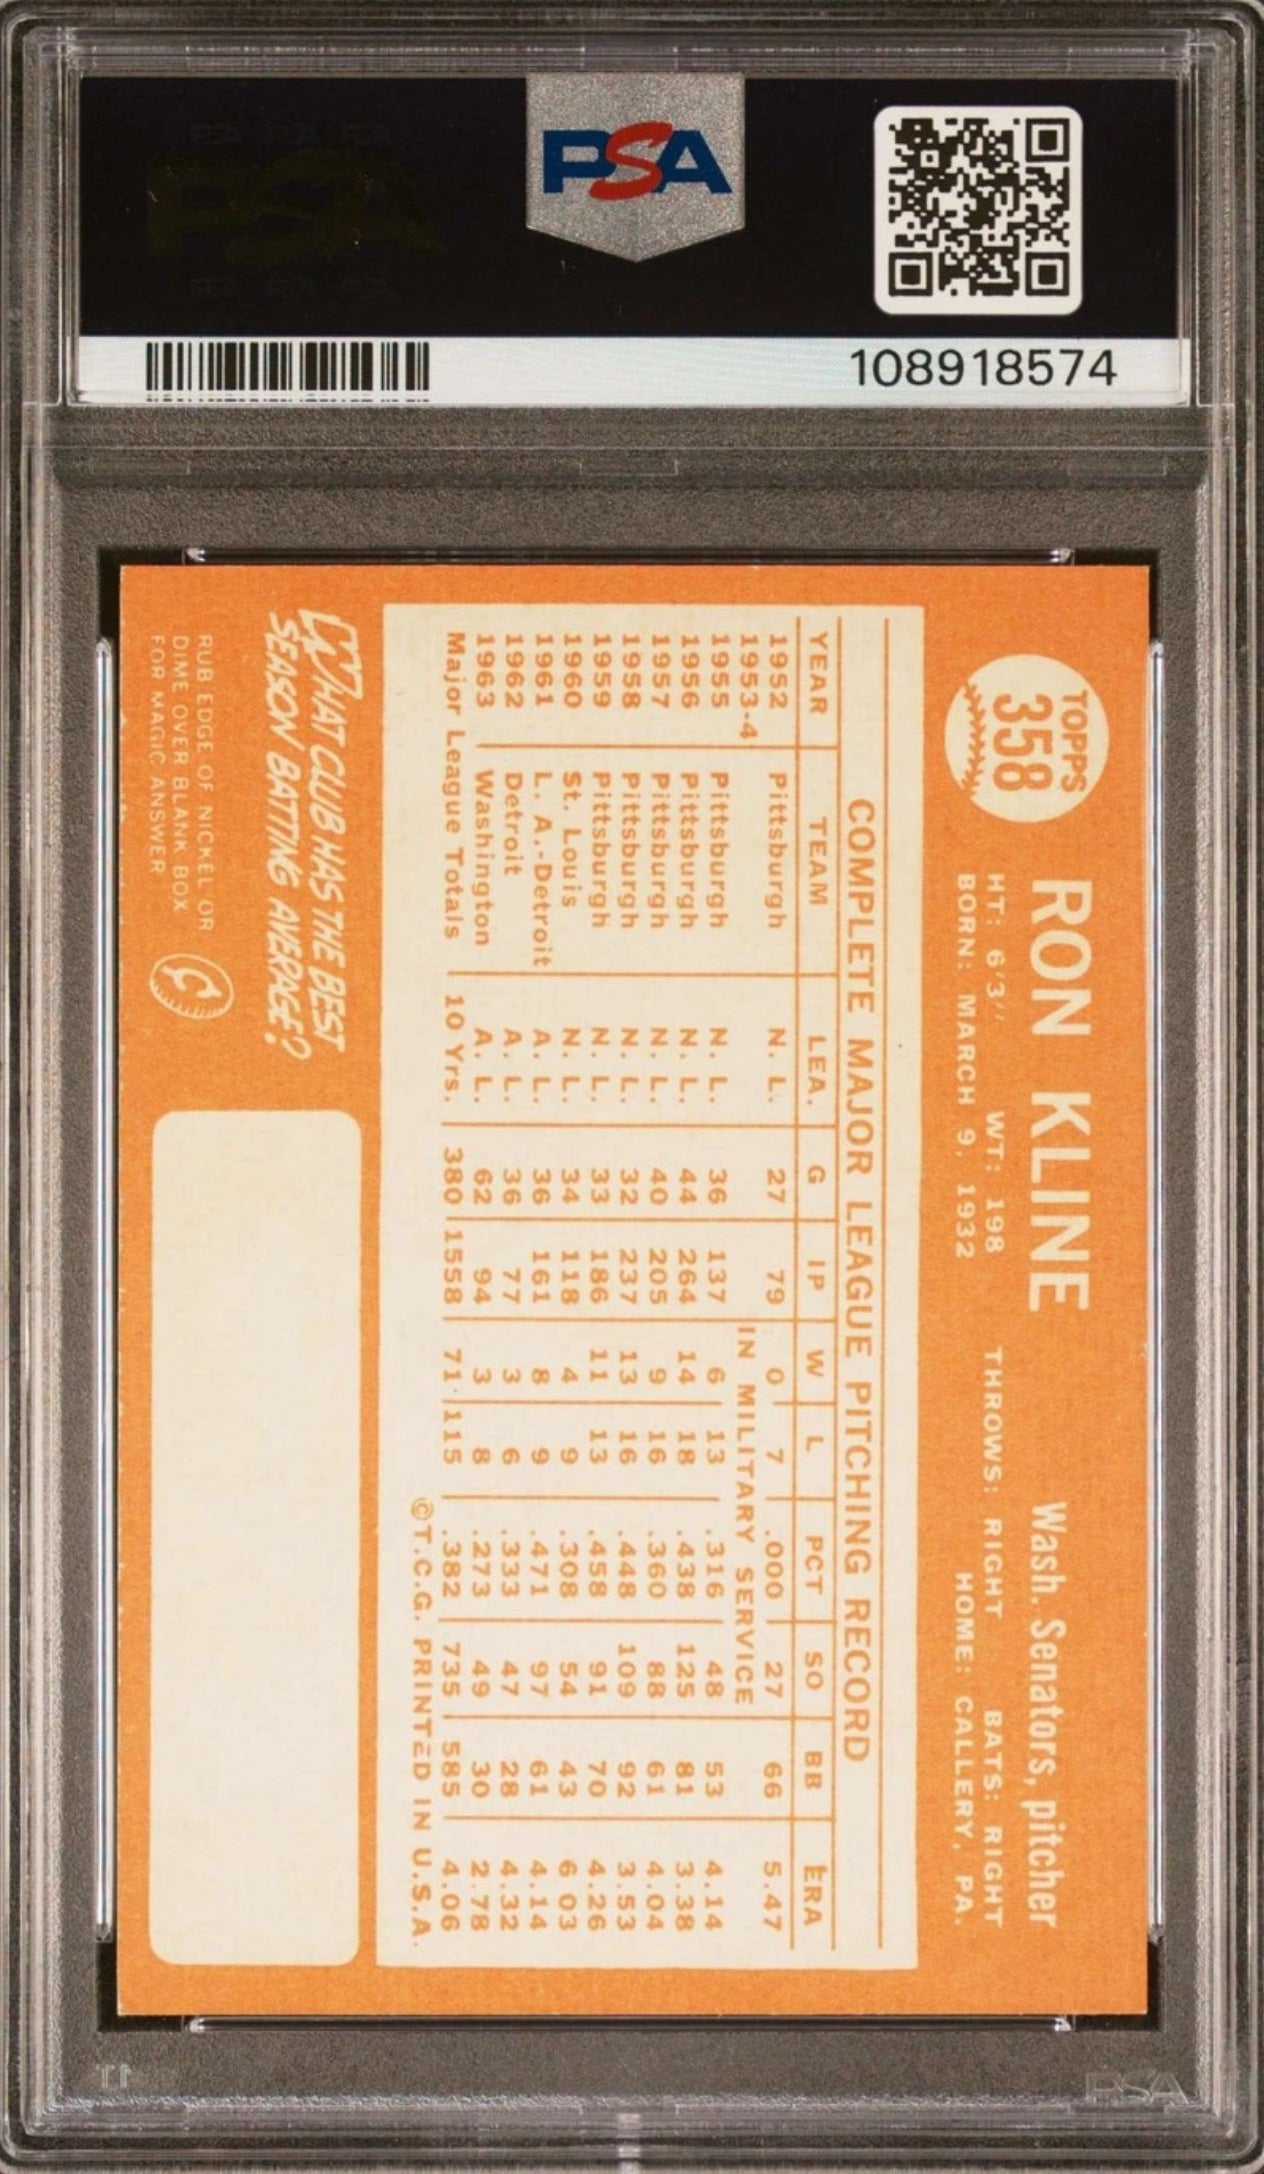 PSA
108918574
TOPPS
358
RON KLINE Wash. Senators, pitcher
HT: 6'3" WT: 198 THROWS: RIGHT BATS: RIGHT
BORN: MARCH 9, 1932 HOME: CALLERY, PA.
COMPLETE MAJOR LEAGUE PITCHING RECORD
YEAR TEAM LEA. G IP W L PCT SO BB ERA
1952 Pittsburgh N. L. 27 79 0 7 .000 27 66 5.47
1953-4 IN MILITARY SERVICE
1955 Pittsburgh N. L. 36 137 6 13 .316 48 53 4.14
1956 Pittsburgh N. L. 44 264 14 18 .438 125 81 3.38
1957 Pittsburgh N. L. 40 205 9 16 .360 88 61 4.04
1958 Pittsburgh N. L. 32 237 13 16 .448 109 92 3.53
1959 Pittsburgh N. L. 33 186 11 13 .458 91 70 4.26
1960 St. Louis N. L. 34 118 4 9 .308 54 43 6.03
1961 L. A.-Detroit A. L. 36 161 8 9 .471 97 61 4.14
1962 Detroit A. L. 36 77 3 6 .333 47 28 4.32
1963 Washington A. L. 62 94 3 8 .273 49 30 2.78
Major League Totals 10 Yrs. 380 1558 71 115 .382 735 585 4.06
©T.C.G. PRINTED IN U.S.A.
WHAT CLUB HAS THE BEST
SEASON BATTING AVERAGE?
RUB EDGE OF NICKEL OR
DIME OVER BLANK BOX
FOR MAGIC ANSWER
PSA